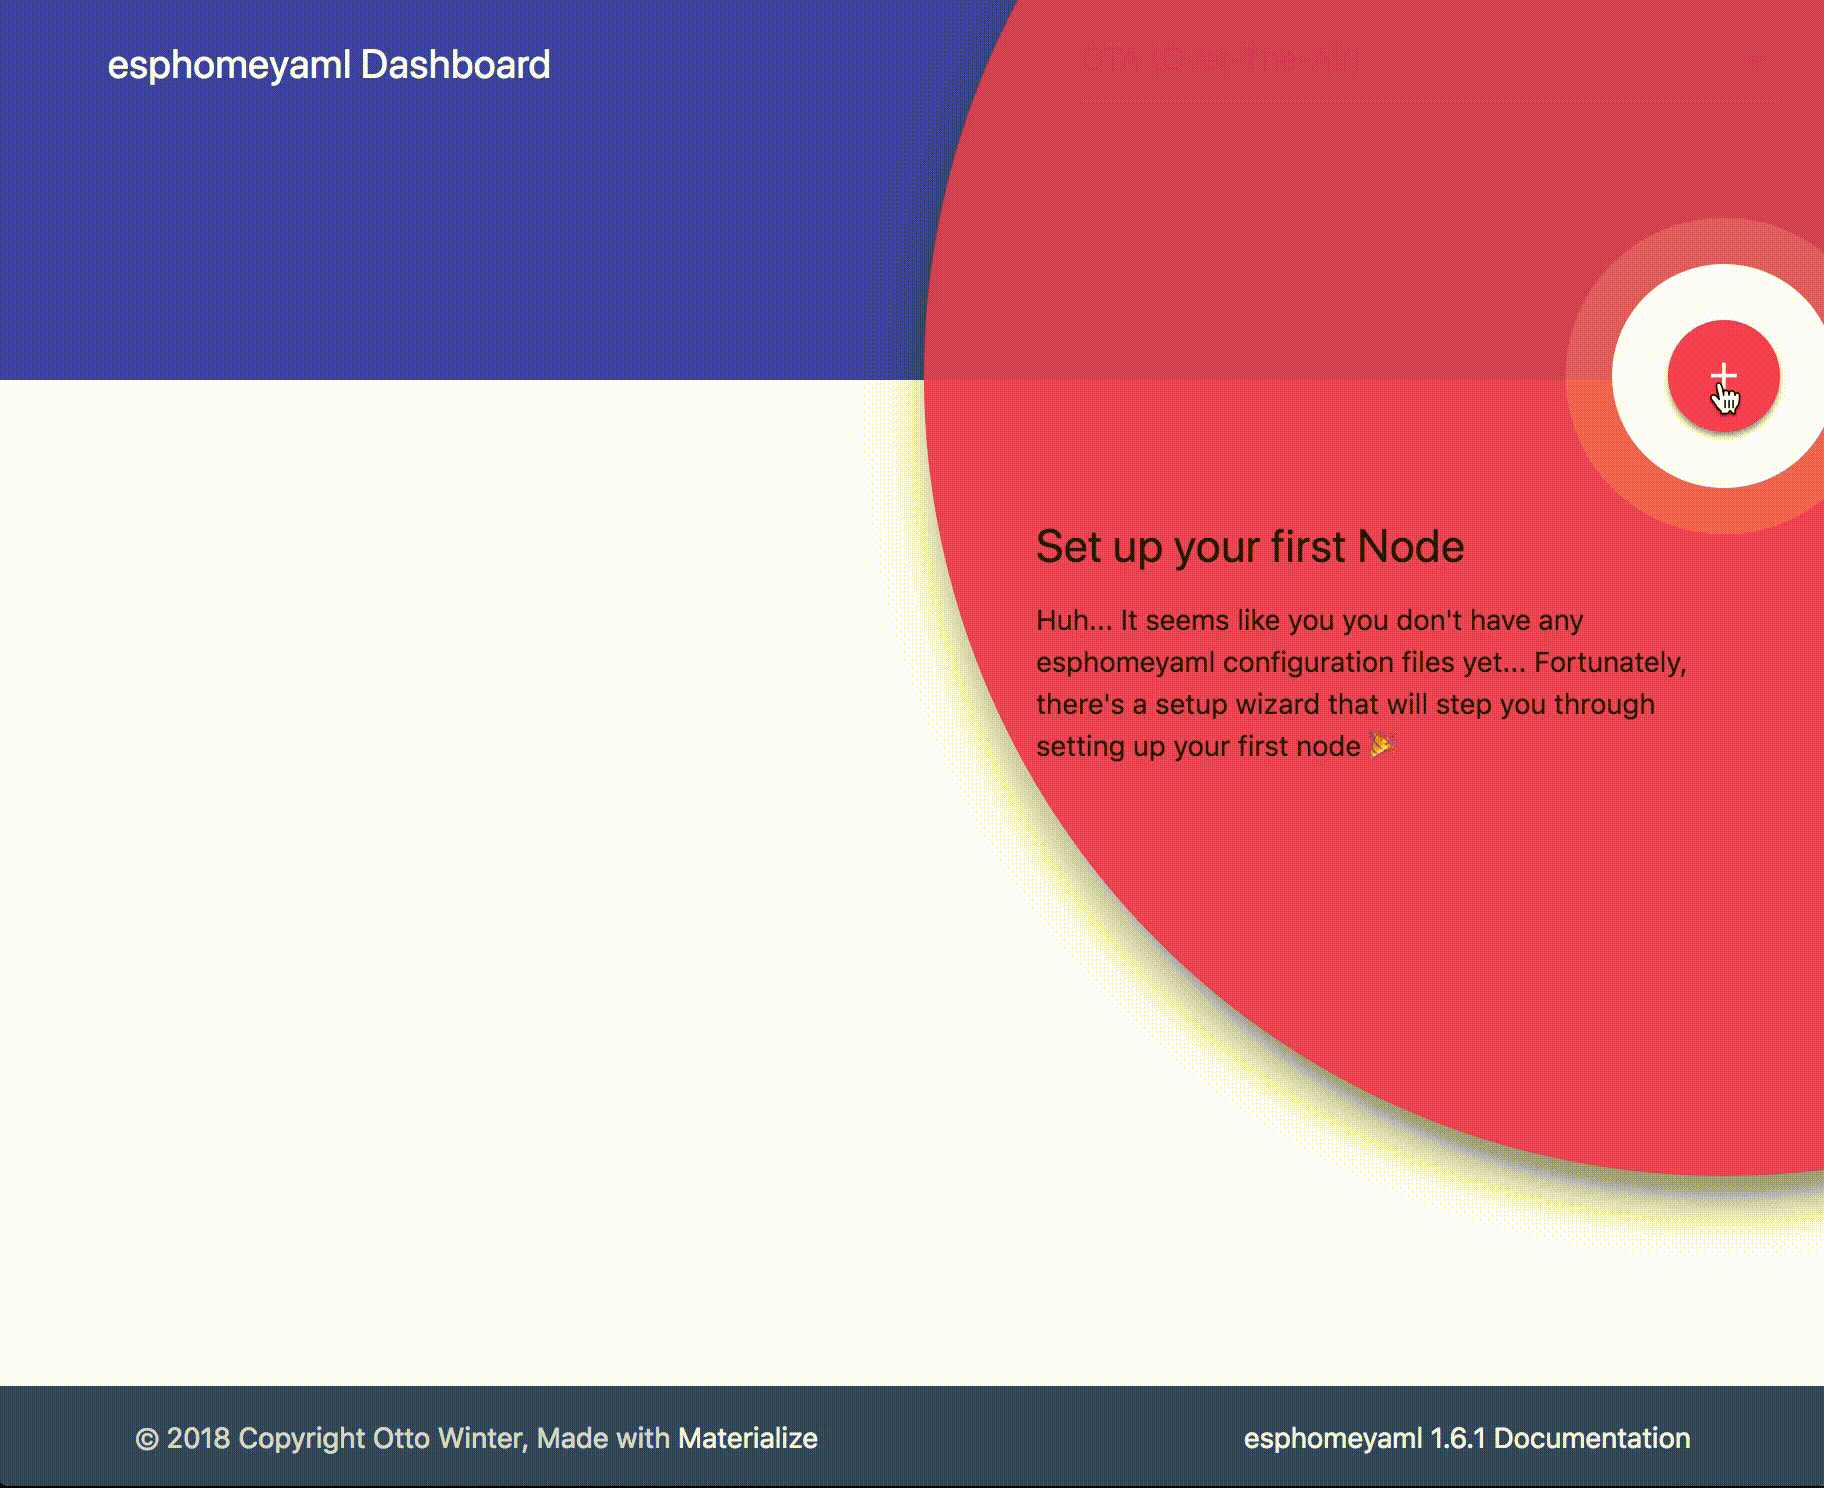 esphomeyaml Dashboard
OTA (Over-The-Air)
+
Set up your first Node
Huh... It seems like you you don't have any
esphomeyaml configuration files yet... Fortunately,
there's a setup wizard that will step you through
setting up your first node 🎉
© 2018 Copyright Otto Winter, Made with Materialize
esphomeyaml 1.6.1 Documentation